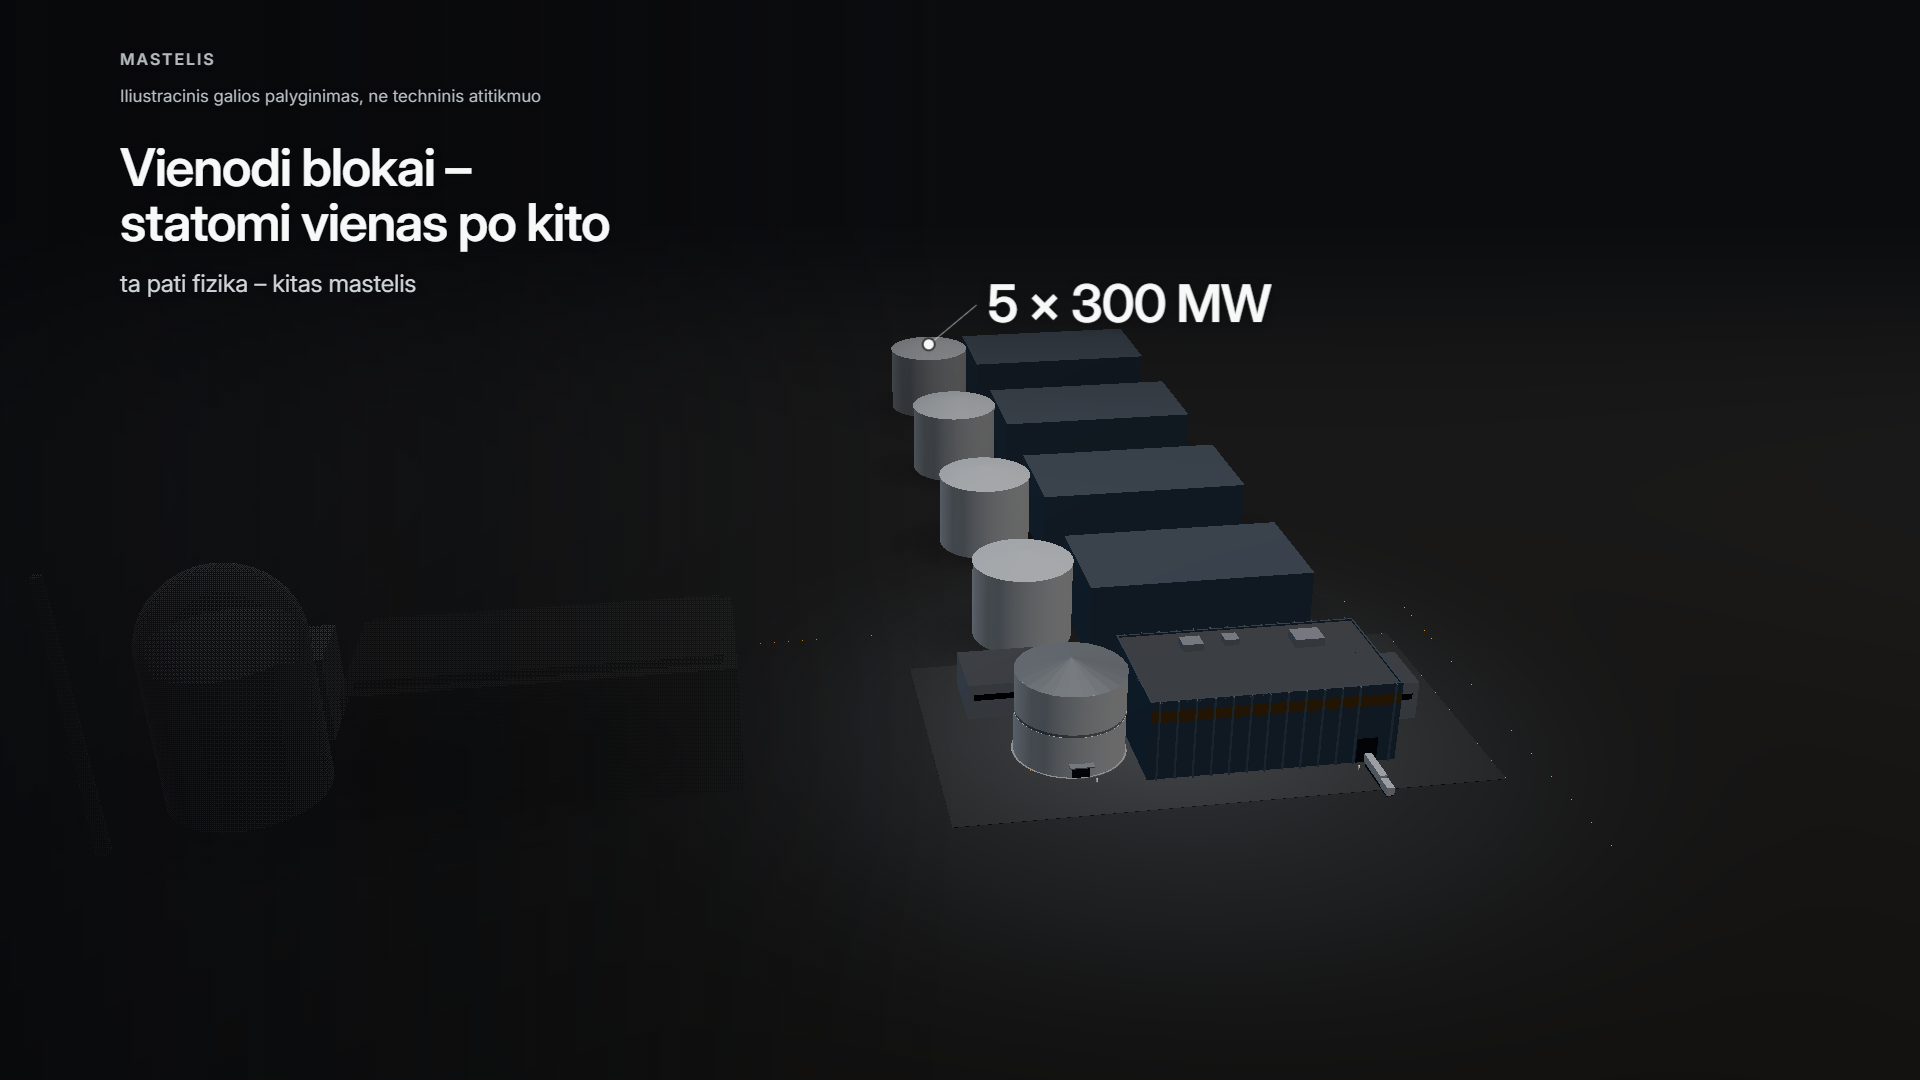 MASTELIS
Iliustracinis galios palyginimas, ne techninis atitikmuo
Vienodi blokai –
statomi vienas po kito
ta pati fizika – kitas mastelis
5 × 300 MW